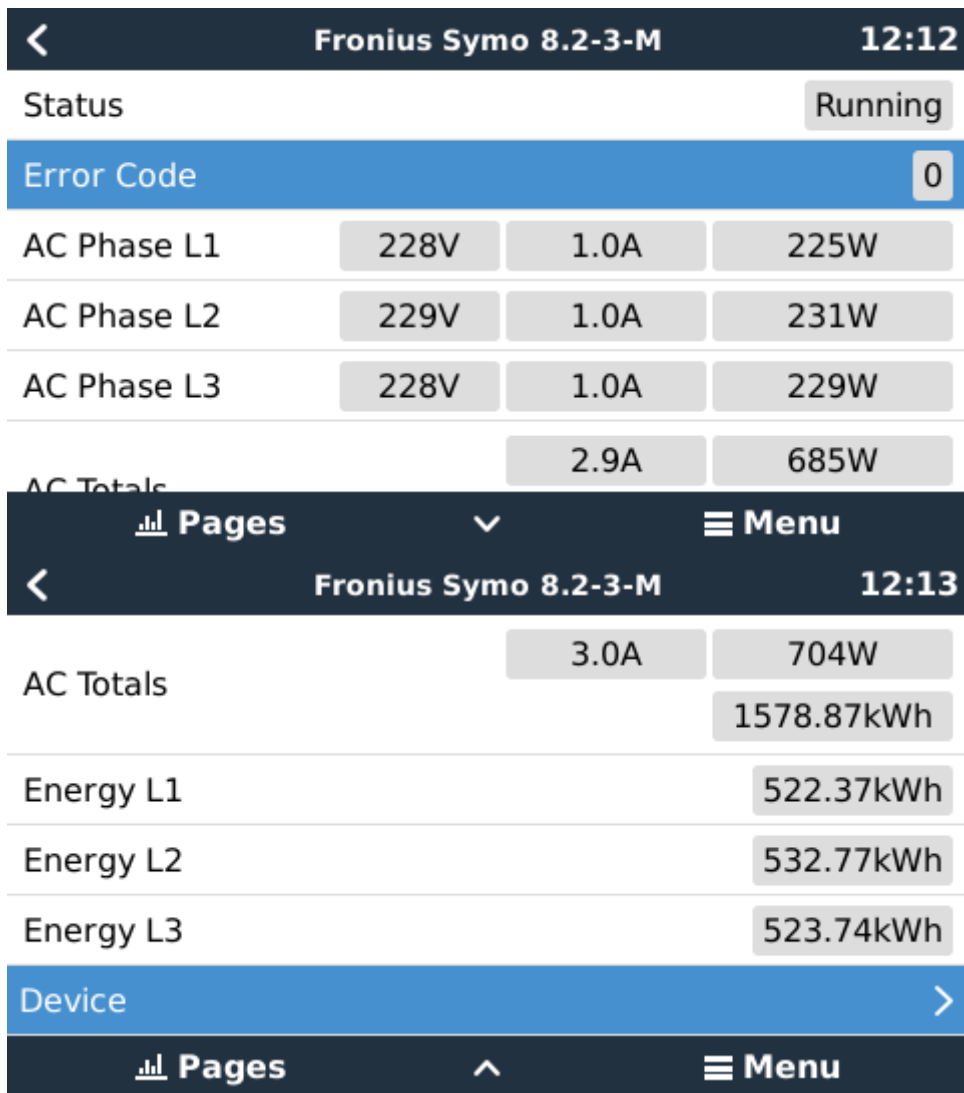 Fronius Symo 8.2-3-M 12:12
Status Running
Error Code 0
AC Phase L1 228V 1.0A 225W
AC Phase L2 229V 1.0A 231W
AC Phase L3 228V 1.0A 229W
2.9A 685W
AC Totals
Pages Menu
Fronius Symo 8.2-3-M 12:13
3.0A 704W
AC Totals
1578.87kWh
Energy L1 522.37kWh
Energy L2 532.77kWh
Energy L3 523.74kWh
Device
Pages Menu